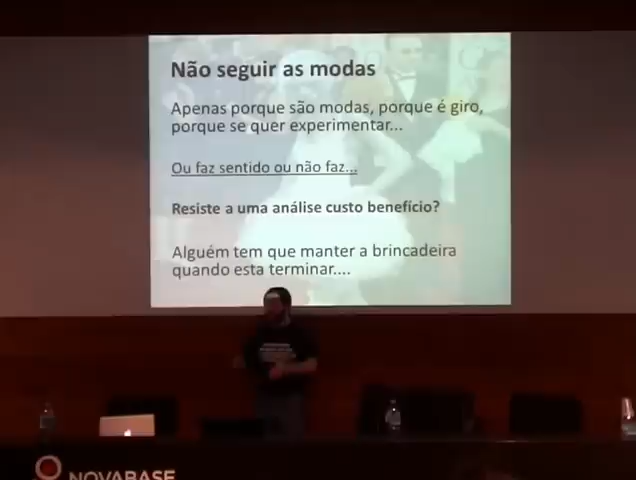 Não seguir as modas
Apenas porque são modas, porque é giro,
porque se quer experimentar...
Ou faz sentido ou não faz...
Resiste a uma análise custo benefício?
Alguém tem que manter a brincadeira
quando esta terminar....
NOVABASE